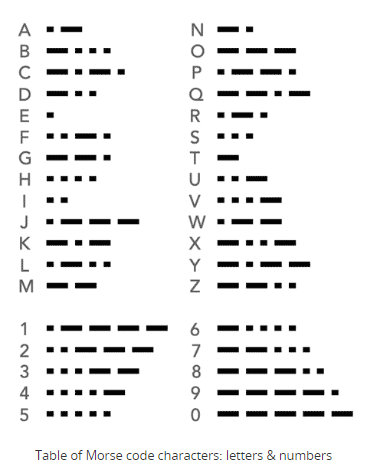 A N
B O
C P
D Q
E R
F S
G T
H U
I V
J W
K X
L Y
M Z
1 6
2 7
3 8
4 9
5 0
Table of Morse code characters: letters & numbers